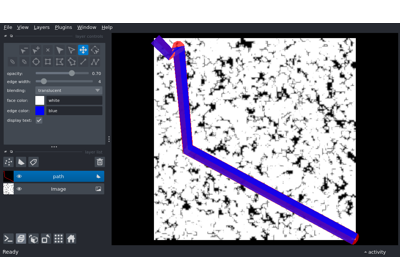 File View Layers Plugins Window Help
opacity: 0.70
edge width: 4
blending: translucent
face color: white
edge color: blue
display text:
path
Image
Ready
activity